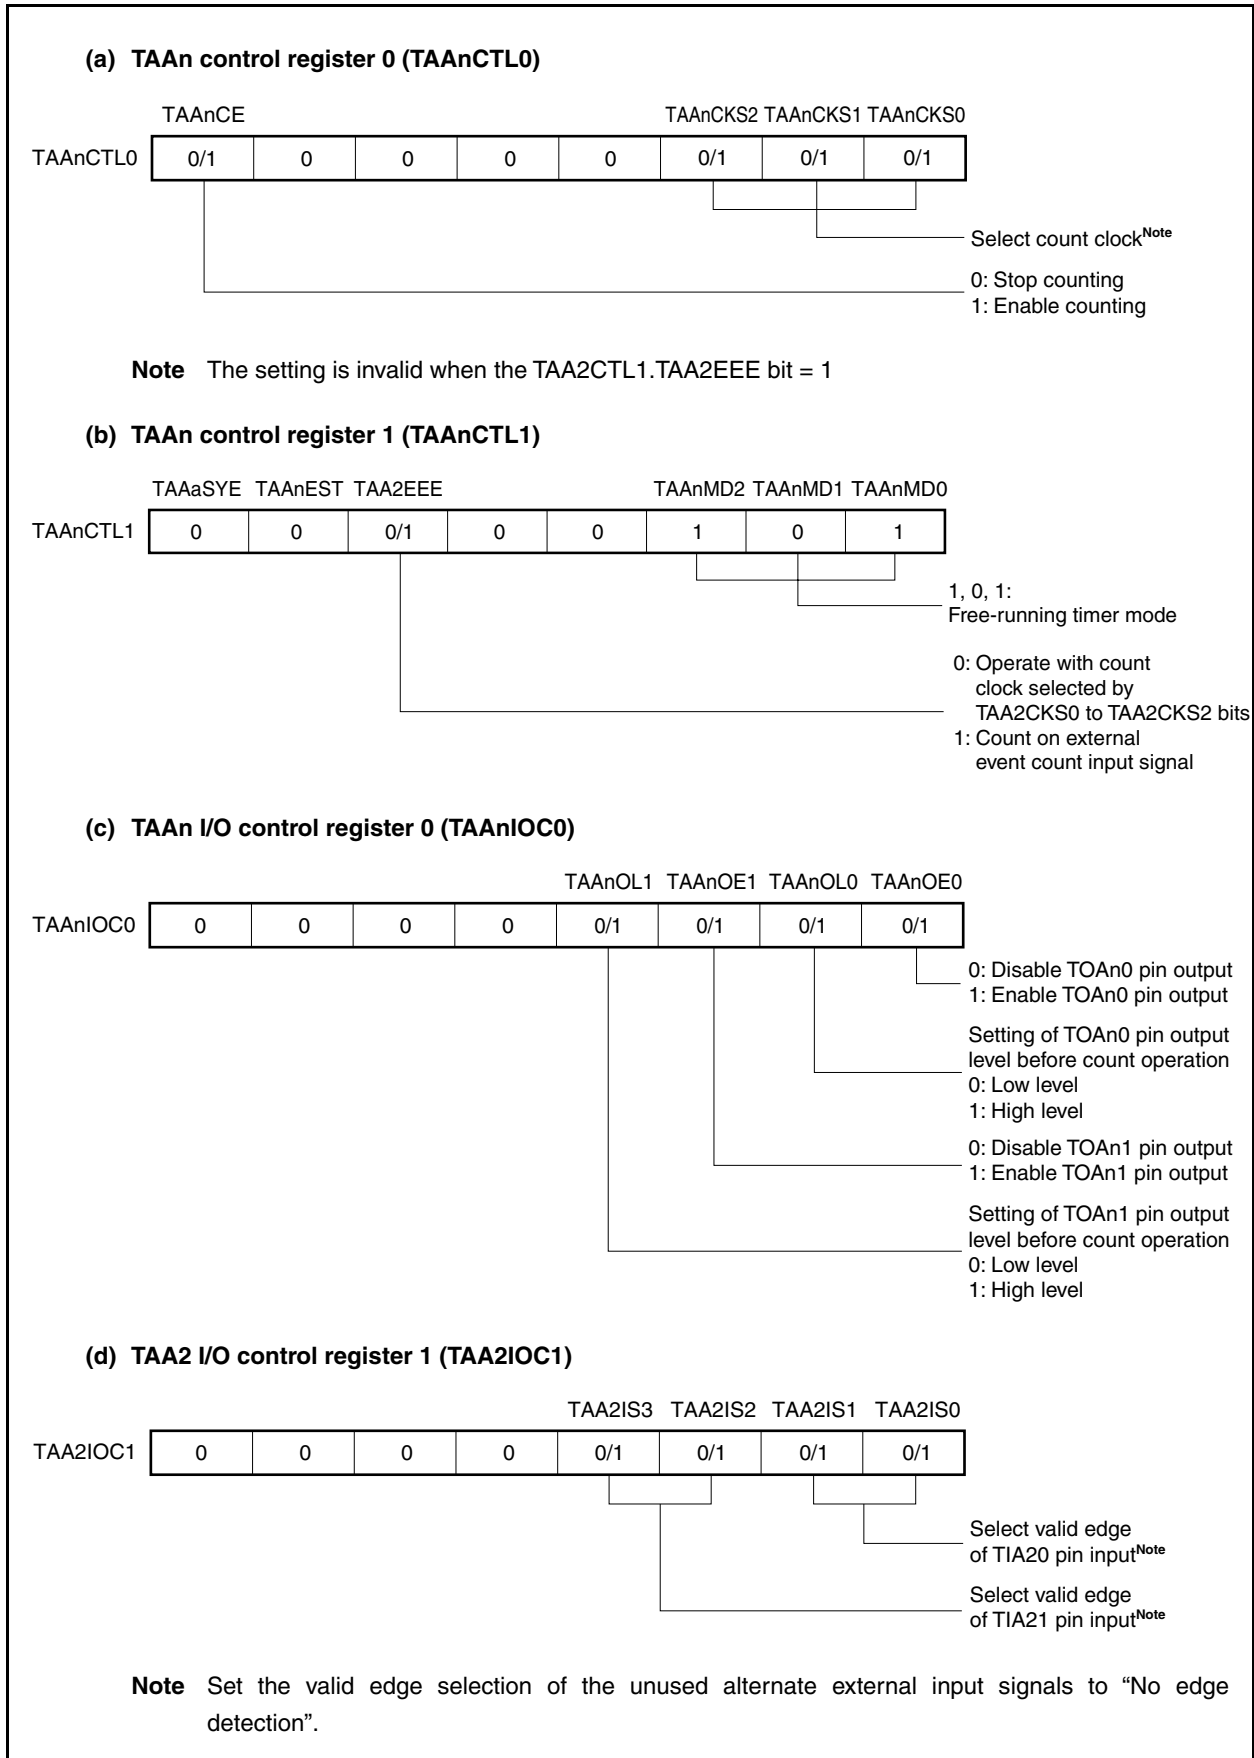 (a) TAAn control register 0 (TAAnCTL0)
TAAnCE TAAnCKS2 TAAnCKS1 TAAnCKS0
TAAnCTL0 0/1 0 0 0 0 0/1 0/1 0/1
Select count clockNote
0: Stop counting
1: Enable counting
Note The setting is invalid when the TAA2CTL1.TAA2EEE bit = 1
(b) TAAn control register 1 (TAAnCTL1)
TAAaSYE TAAnEST TAA2EEE TAAnMD2 TAAnMD1 TAAnMD0
TAAnCTL1 0 0 0/1 0 0 1 0 1
1, 0, 1:
Free-running timer mode
0: Operate with count
clock selected by
TAA2CKS0 to TAA2CKS2 bits
1: Count on external
event count input signal
(c) TAAn I/O control register 0 (TAAnIOC0)
TAAnOL1 TAAnOE1 TAAnOL0 TAAnOE0
TAAnIOC0 0 0 0 0 0/1 0/1 0/1 0/1
0: Disable TOAn0 pin output
1: Enable TOAn0 pin output
Setting of TOAn0 pin output
level before count operation
0: Low level
1: High level
0: Disable TOAn1 pin output
1: Enable TOAn1 pin output
Setting of TOAn1 pin output
level before count operation
0: Low level
1: High level
(d) TAA2 I/O control register 1 (TAA2IOC1)
TAA2IS3 TAA2IS2 TAA2IS1 TAA2IS0
TAA2IOC1 0 0 0 0 0/1 0/1 0/1 0/1
Select valid edge
of TIA20 pin inputNote
Select valid edge
of TIA21 pin inputNote
Note Set the valid edge selection of the unused alternate external input signals to “No edge
detection”.